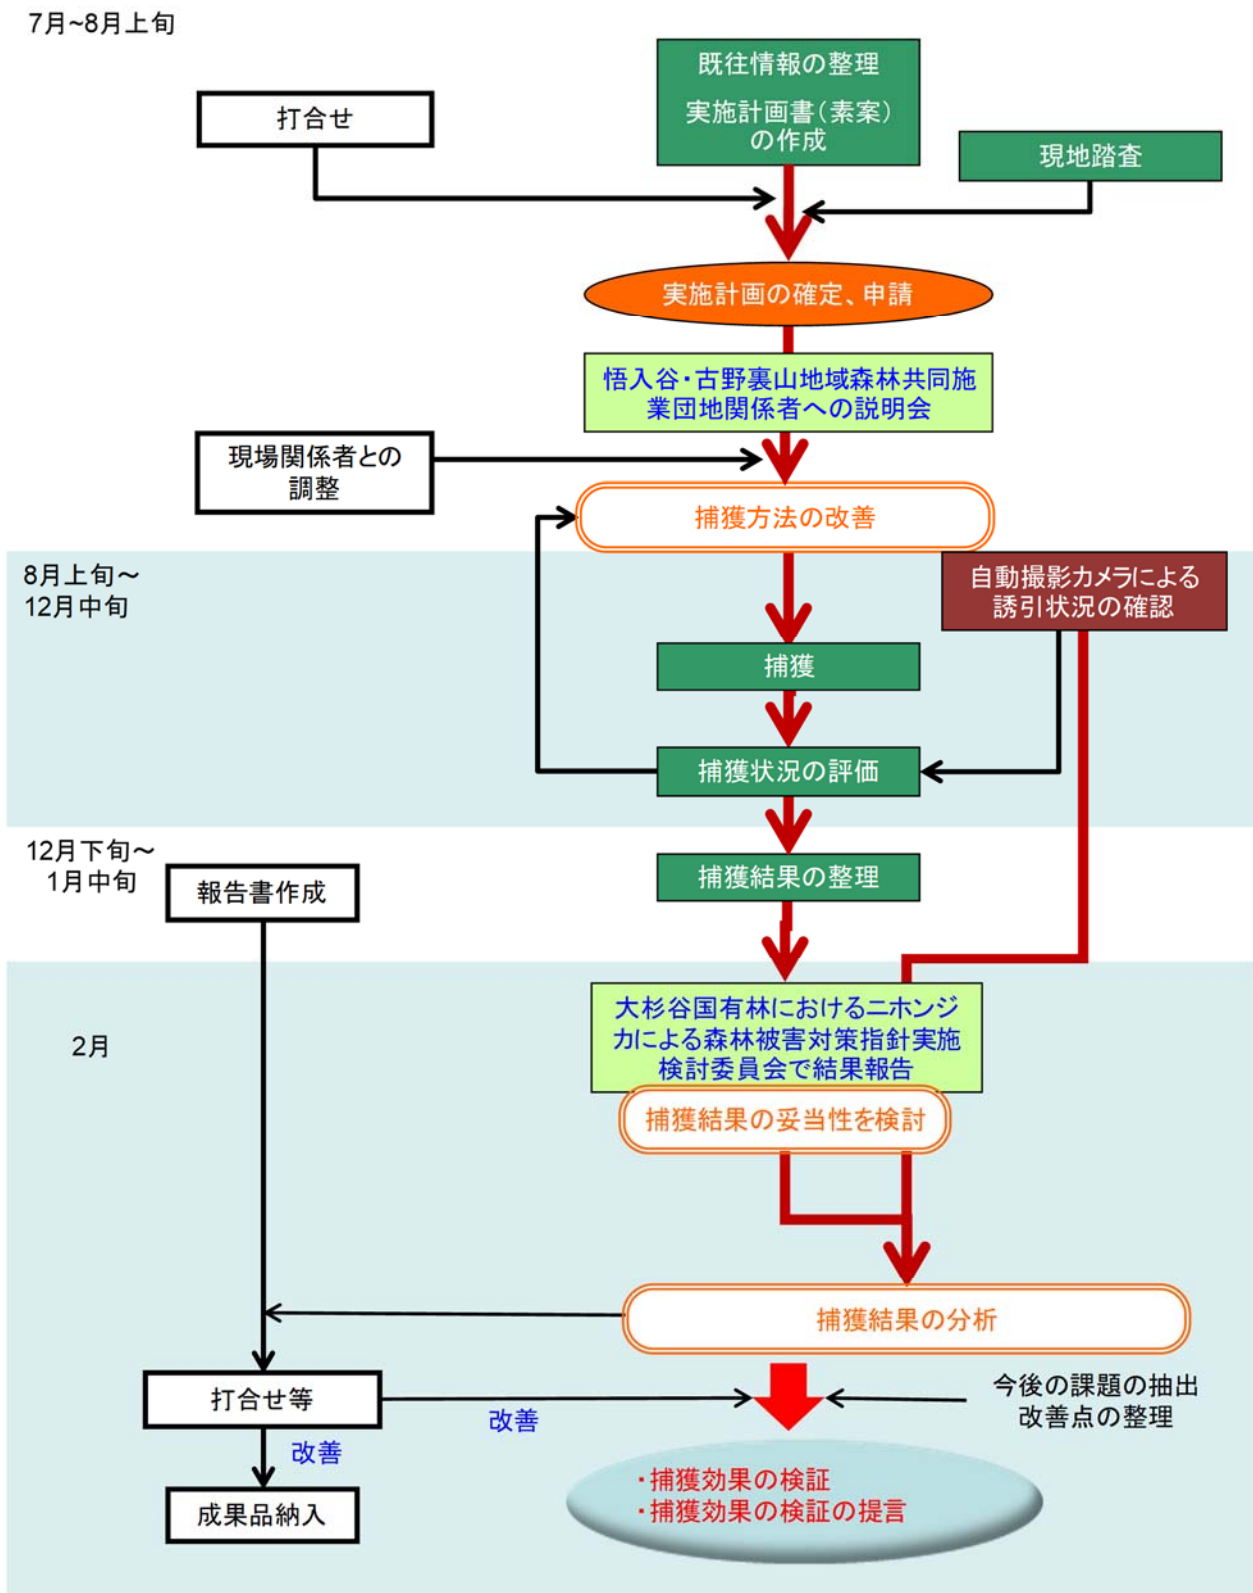 7月~8月上旬
既往情報の整理
実施計画書(素案)
の作成
打合せ
現地踏査
実施計画の確定、申請
悟入谷・古野裏山地域森林共同施
業団地関係者への説明会
現場関係者との
調整
捕獲方法の改善
8月上旬～
12月中旬
自動撮影カメラによる
誘引状況の確認
捕獲
捕獲状況の評価
12月下旬～
1月中旬
捕獲結果の整理
報告書作成
2月
大杉谷国有林におけるニホンジ
カによる森林被害対策指針実施
検討委員会で結果報告
捕獲結果の妥当性を検討
捕獲結果の分析
打合せ等
改善
今後の課題の抽出
改善点の整理
改善
・捕獲効果の検証
・捕獲効果の検証の提言
成果品納入